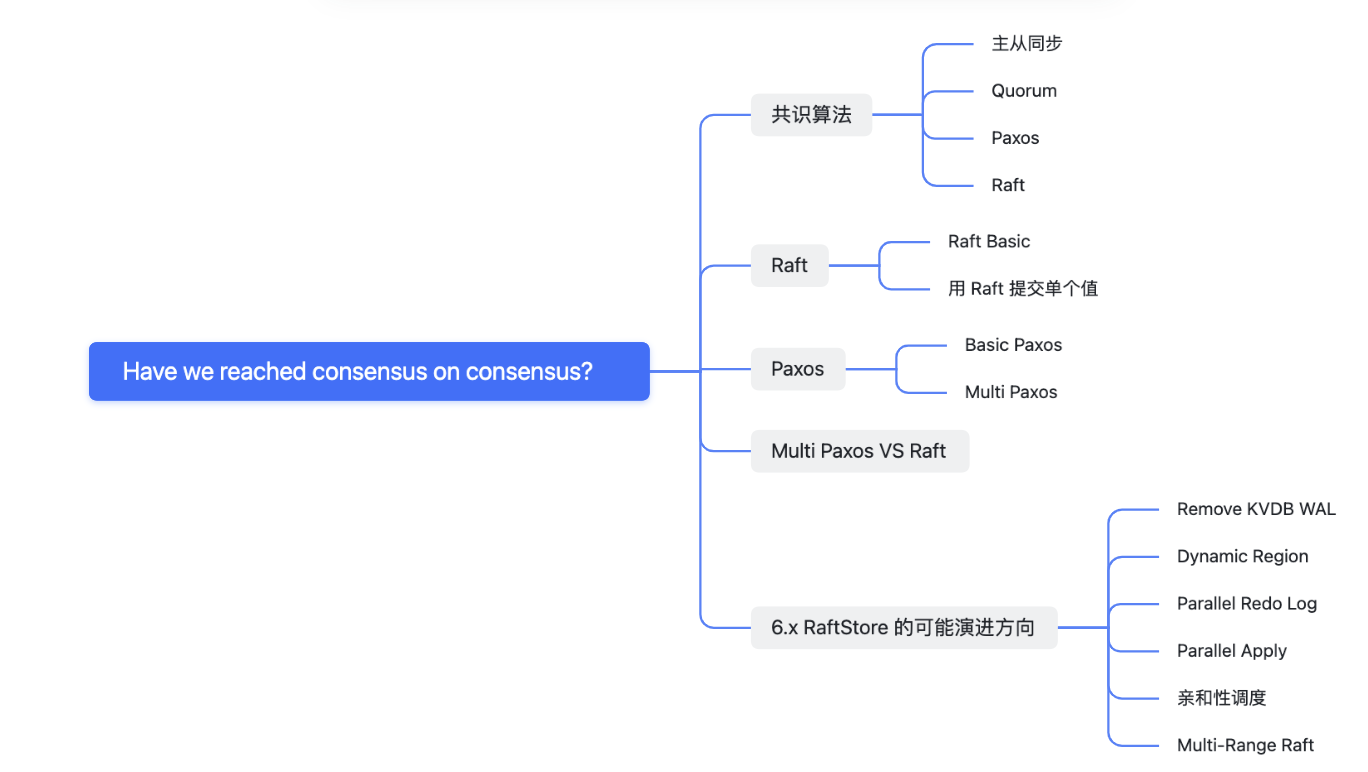 Have we reached consensus on consensus?
共识算法
主从同步
Quorum
Paxos
Raft
Raft
Raft Basic
用 Raft 提交单个值
Paxos
Basic Paxos
Multi Paxos
Multi Paxos VS Raft
6.x RaftStore 的可能演进方向
Remove KVDB WAL
Dynamic Region
Parallel Redo Log
Parallel Apply
亲和性调度
Multi-Range Raft